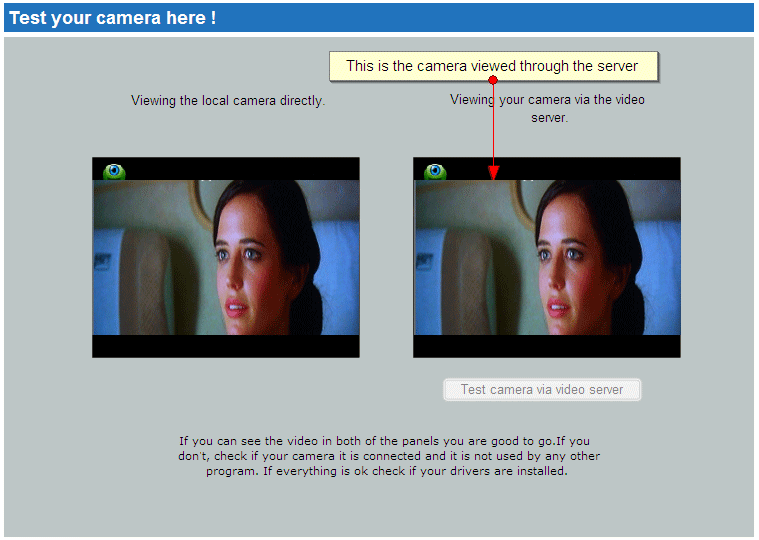 Test your camera here !
This is the camera viewed through the server
Viewing the local camera directly.
Viewing your camera via the video
server.
Test camera via video server
If you can see the video in both of the panels you are good to go.If you
don't, check if your camera it is connected and it is not used by any other
program. If everything is ok check if your drivers are installed.